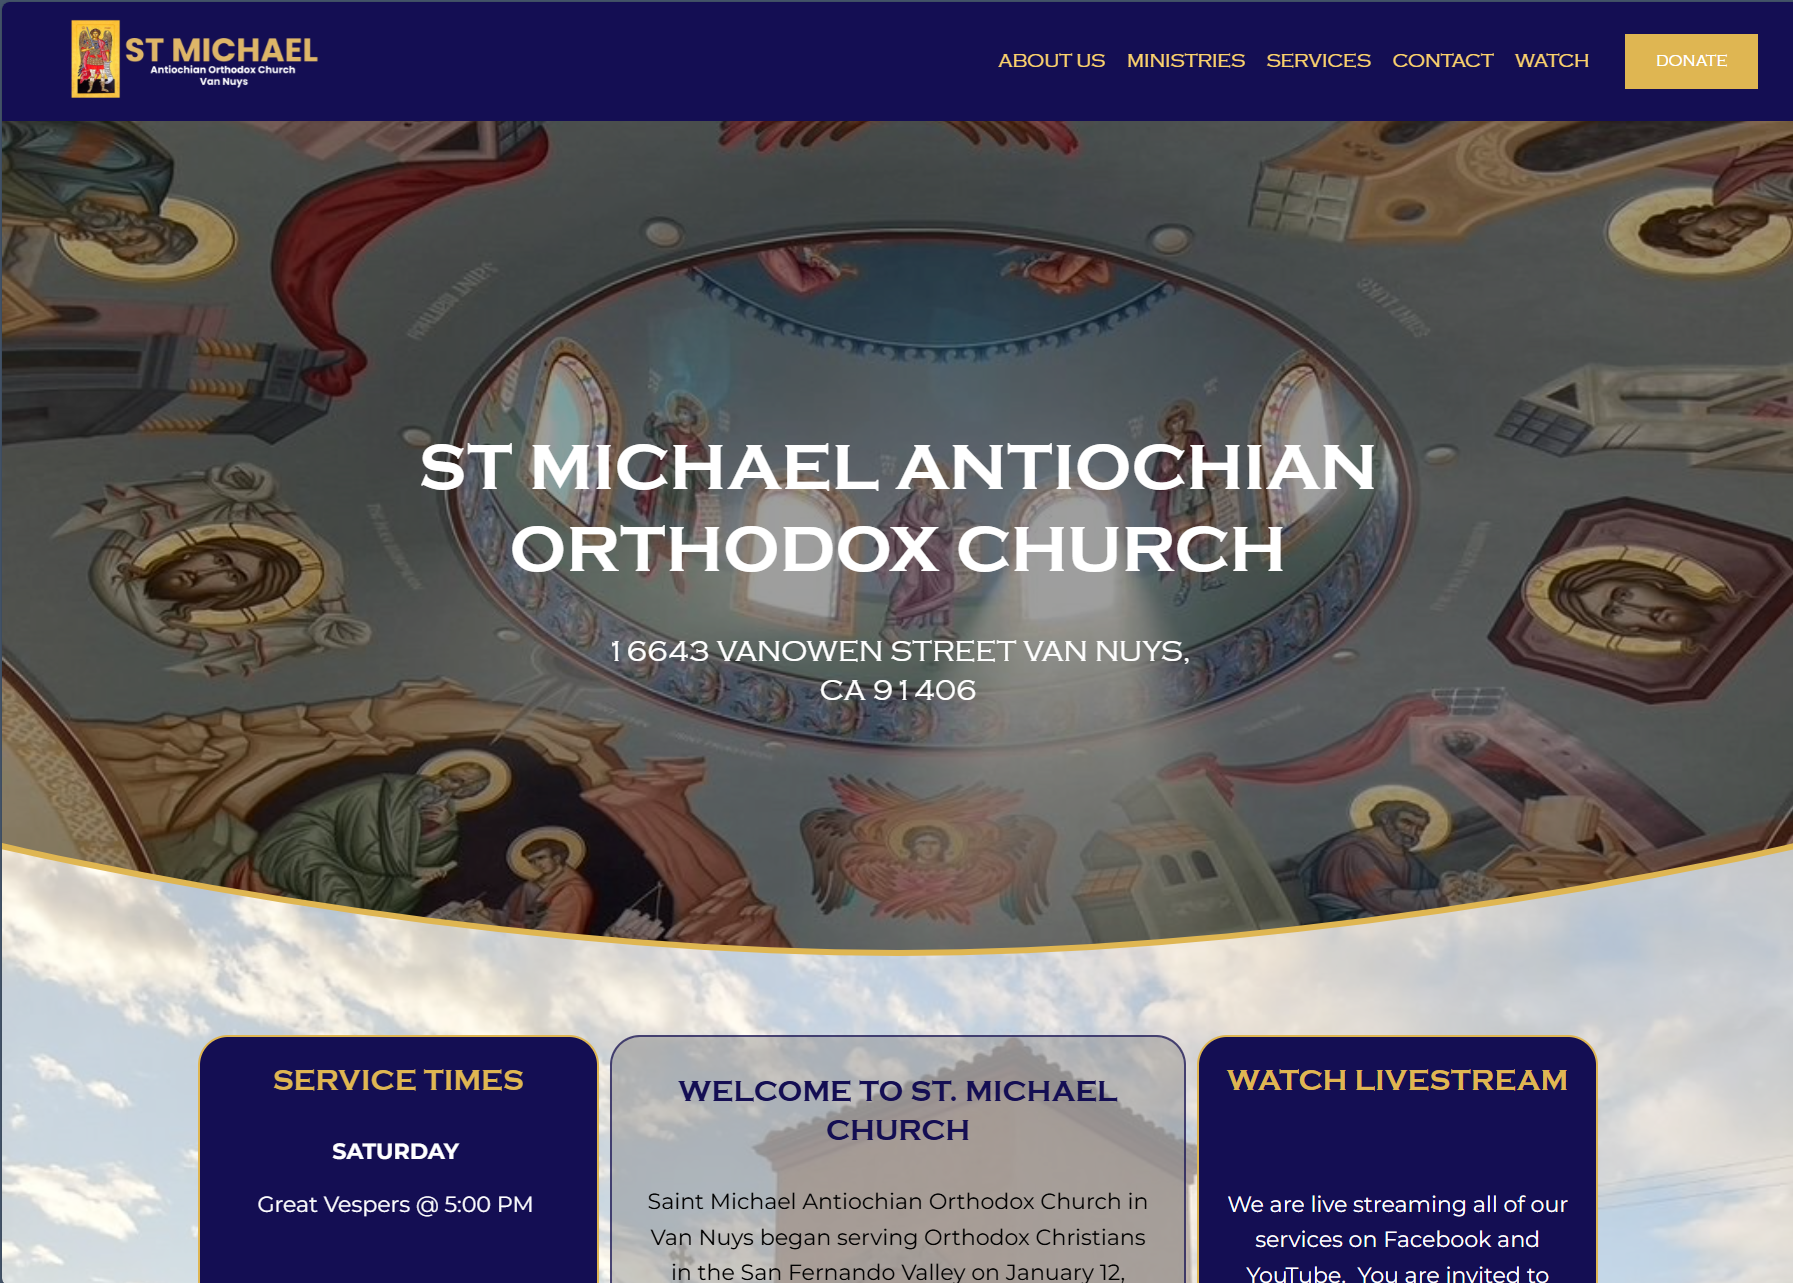 ST MICHAEL
Antiochian Orthodox Church
Van Nuys
ABOUT US
MINISTRIES
SERVICES
CONTACT
WATCH
DONATE
ST MICHAEL ANTIOCHIAN
ORTHODOX CHURCH
16643 VANOWEN STREET VAN NUYS,
CA 91406
SERVICE TIMES
SATURDAY
Great Vespers @ 5:00 PM
WELCOME TO ST. MICHAEL
CHURCH
Saint Michael Antiochian Orthodox Church in
Van Nuys began serving Orthodox Christians
in the San Fernando Valley on January 12,
WATCH LIVESTREAM
We are live streaming all of our
services on Facebook and
YouTube. You are invited to